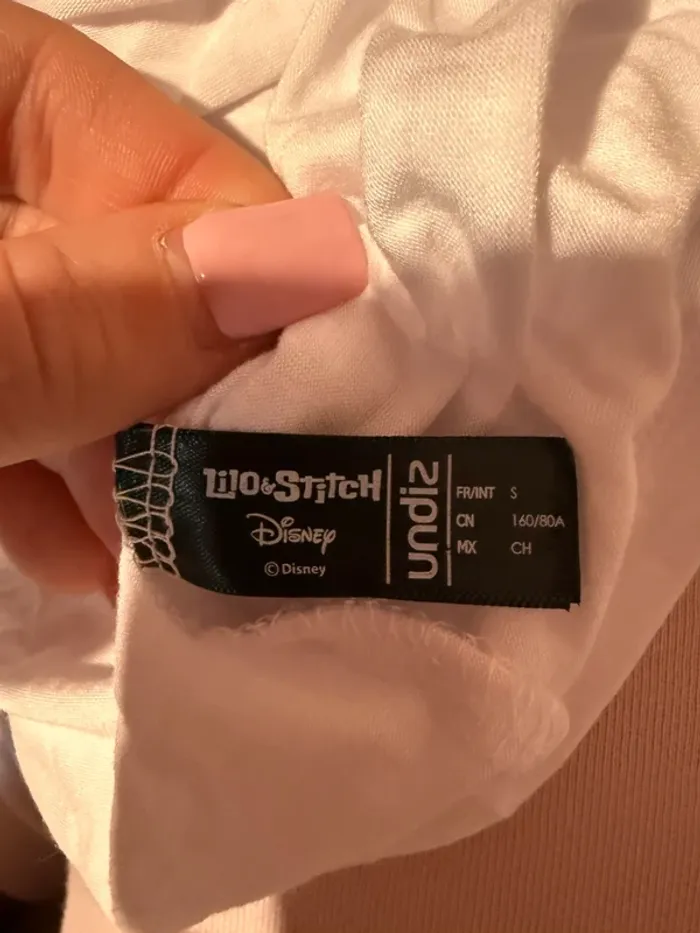 Lilo & Stitch
Disney
© Disney
undiz
FR/INT S
CN 160/80A
MX CH